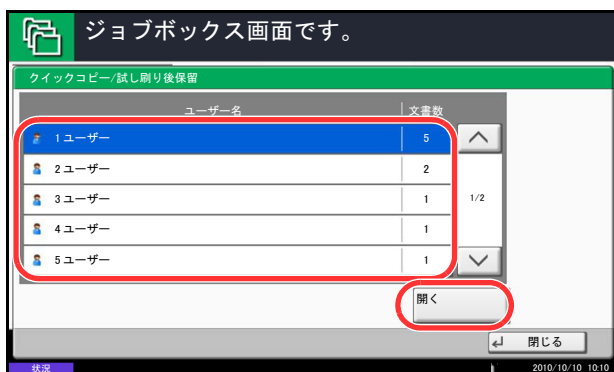 ジョブボックス画面です。
クイックコピー/試し刷り後保留
ユーザー名 文書数
1 ユーザー 5
2 ユーザー 2
3 ユーザー 1 1/2
4 ユーザー 1
5 ユーザー 1
開く
閉じる
状況 2010/10/10 10:10